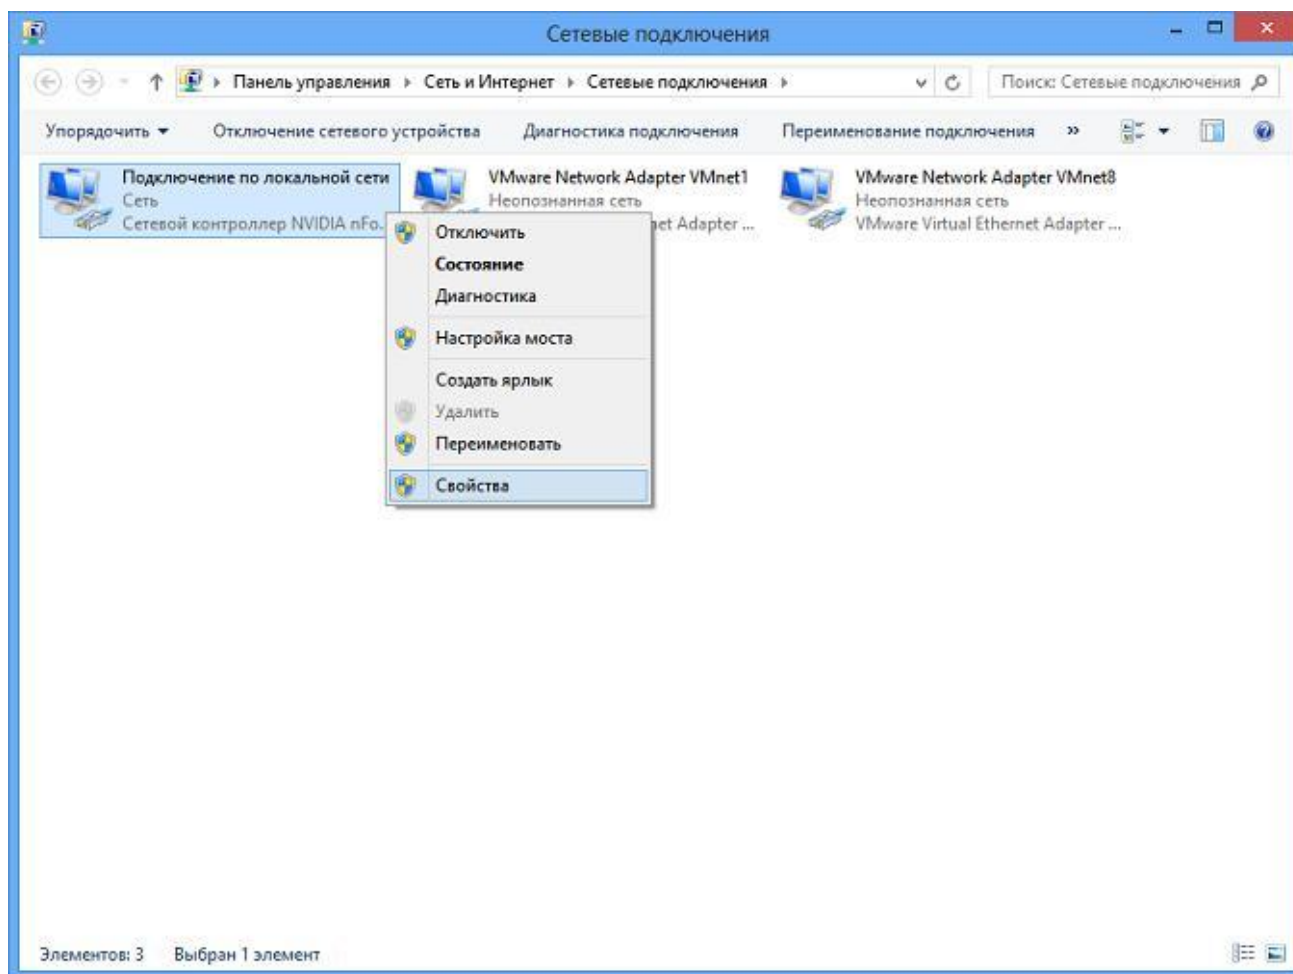 Сетевые подключения
Панель управления Сеть и Интернет Сетевые подключения Поиск: Сетевые подключения
Упорядочить Отключение сетевого устройства Диагностика подключения Переименование подключения »
Подключение по локальной сети
Сеть
Сетевой контроллер NVIDIA nFo...
VMware Network Adapter VMnet1
Неопознанная сеть
et Adapter ...
VMware Network Adapter VMnet8
Неопознанная сеть
VMware Virtual Ethernet Adapter ...
Отключить
Состояние
Диагностика
Настройка моста
Создать ярлык
Удалить
Переименовать
Свойства
Элементов: 3 Выбран 1 элемент